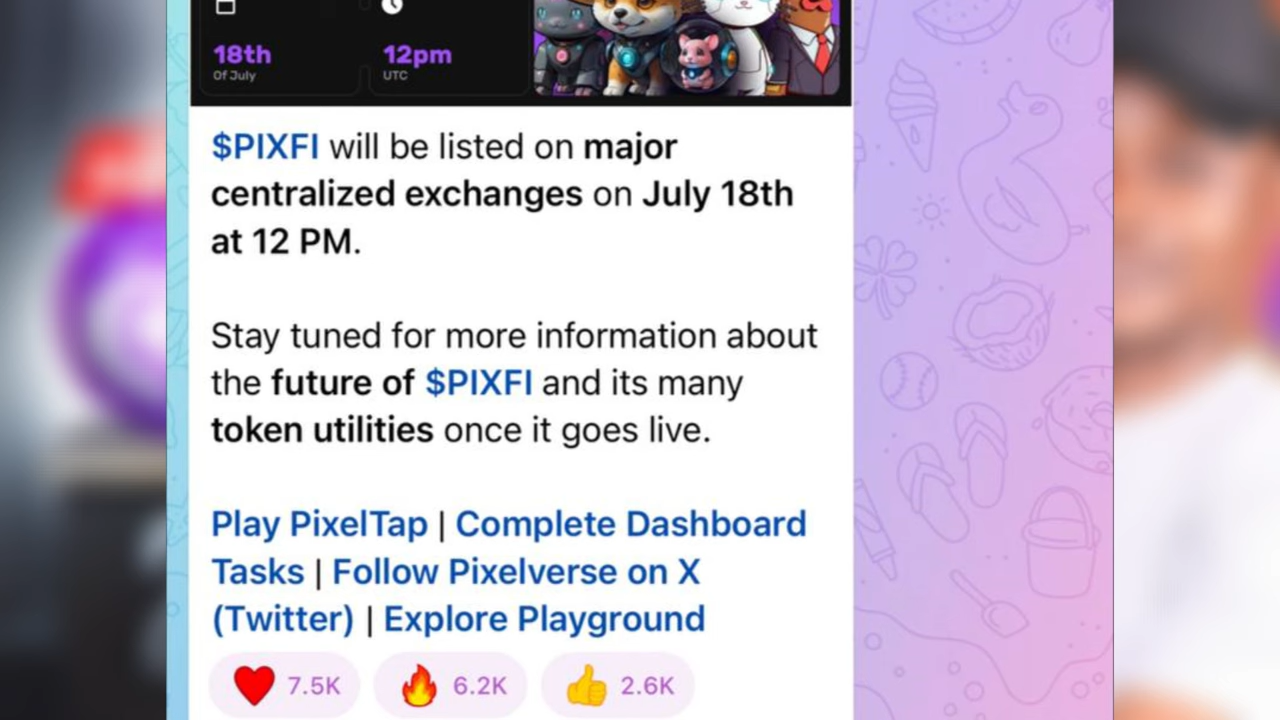 18th
Of July
12pm
UTC
$PIXFI will be listed on major
centralized exchanges on July 18th
at 12 PM.
Stay tuned for more information about
the future of $PIXFI and its many
token utilities once it goes live.
Play PixelTap | Complete Dashboard
Tasks | Follow Pixelverse on X
(Twitter) | Explore Playground
❤️ 7.5K 🔥 6.2K 👍 2.6K